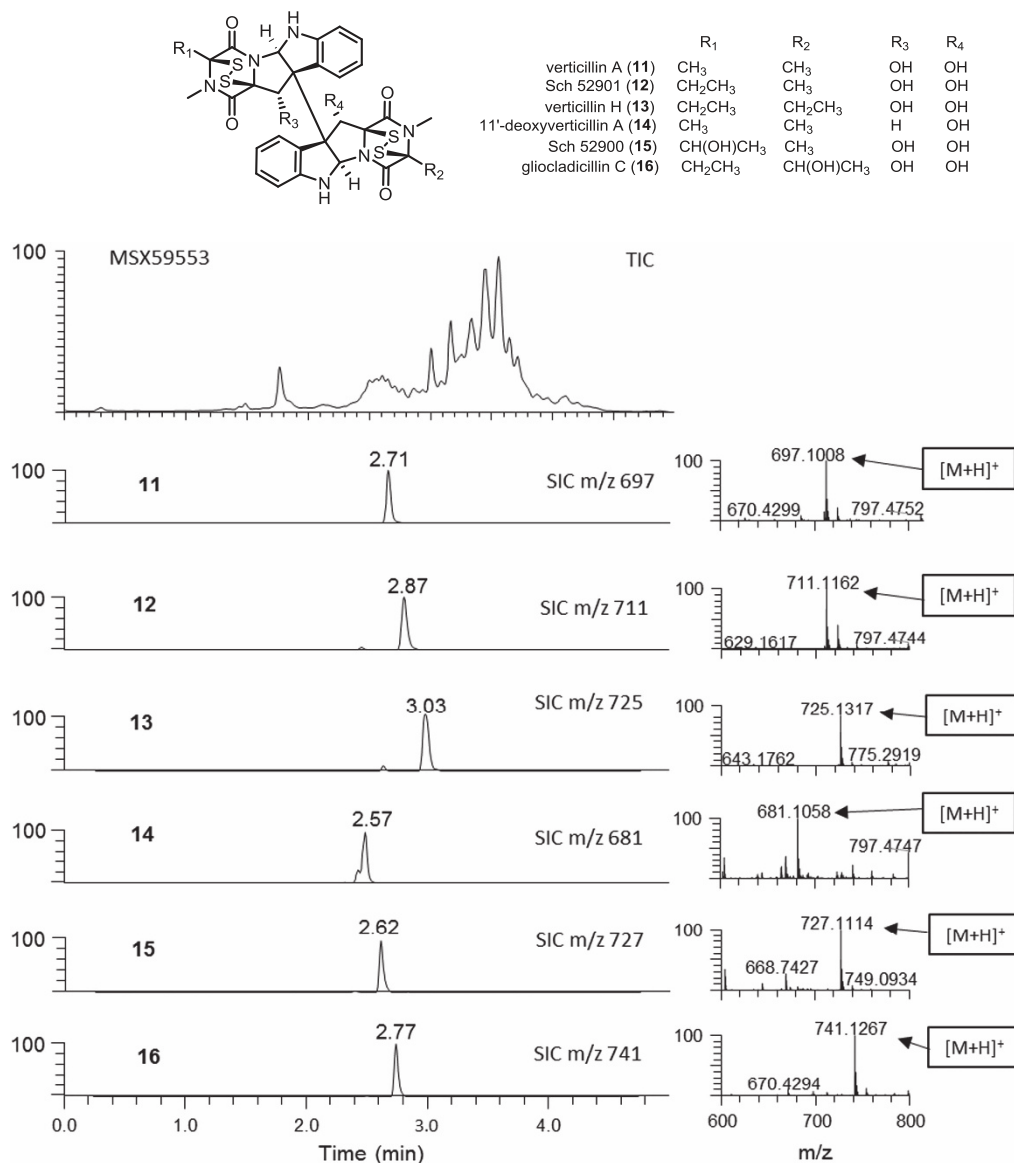 R1 R2 R3 R4
verticillin A (11) CH3 CH3 OH OH
Sch 52901 (12) CH2CH3 CH3 OH OH
verticillin H (13) CH2CH3 CH2CH3 OH OH
11'-deoxyverticillin A (14) CH3 CH3 H OH
Sch 52900 (15) CH(OH)CH3 CH3 OH OH
gliocladicillin C (16) CH2CH3 CH(OH)CH3 OH OH
O H
R1 N H N
S
S N
N
O R3 R4 O
N
S
S
N H N R2
H O
100 MSX59553 TIC
100 11 2.71 SIC m/z 697
100 697.1008 [M+H]+
670.4299 797.4752
100 12 2.87 SIC m/z 711
100 711.1162 [M+H]+
629.1617 797.4744
100 13 3.03 SIC m/z 725
100 725.1317 [M+H]+
643.1762 775.2919
100 14 2.57 SIC m/z 681
100 681.1058 [M+H]+
797.4747
100 15 2.62 SIC m/z 727
100 727.1114 [M+H]+
668.7427 749.0934
100 16 2.77 SIC m/z 741
100 741.1267 [M+H]+
670.4294
0.0 1.0 2.0 3.0 4.0
Time (min)
600 700 800
m/z